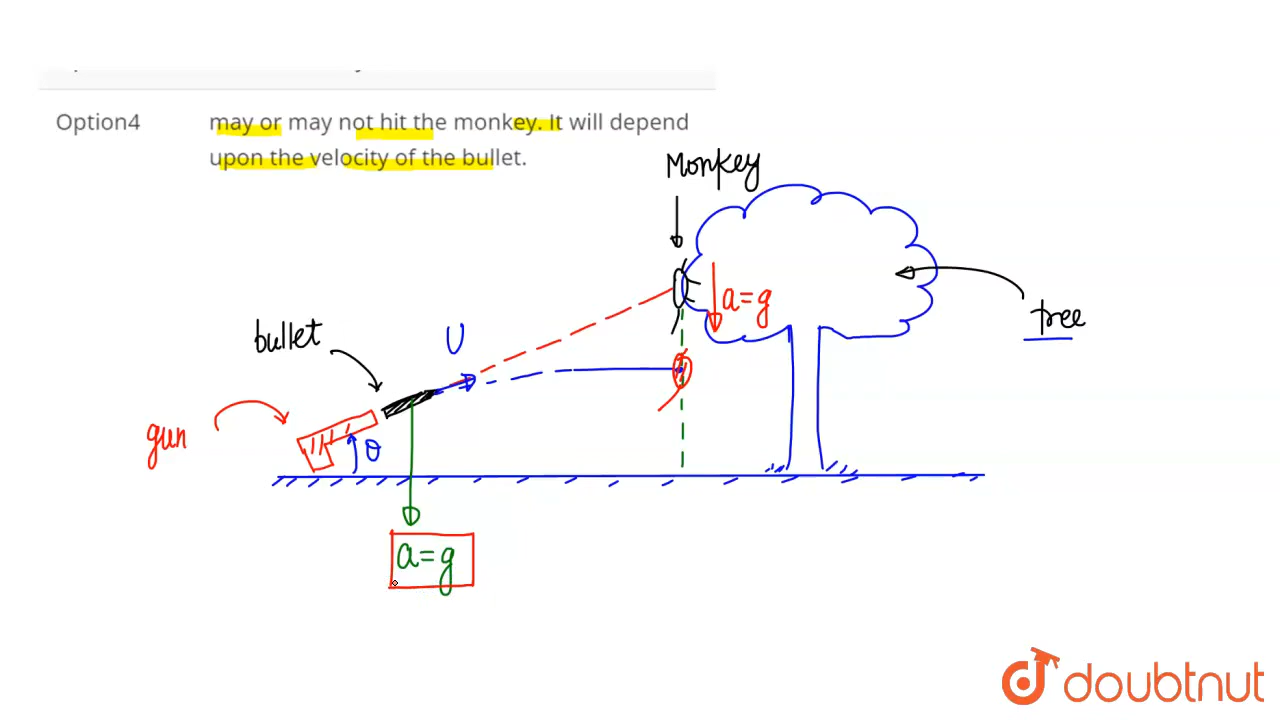 Option4
may or may not hit the monkey. It will depend
upon the velocity of the bullet.
Monkey
a=g
tree
bullet
U
gun
θ
a=g
doubtnut